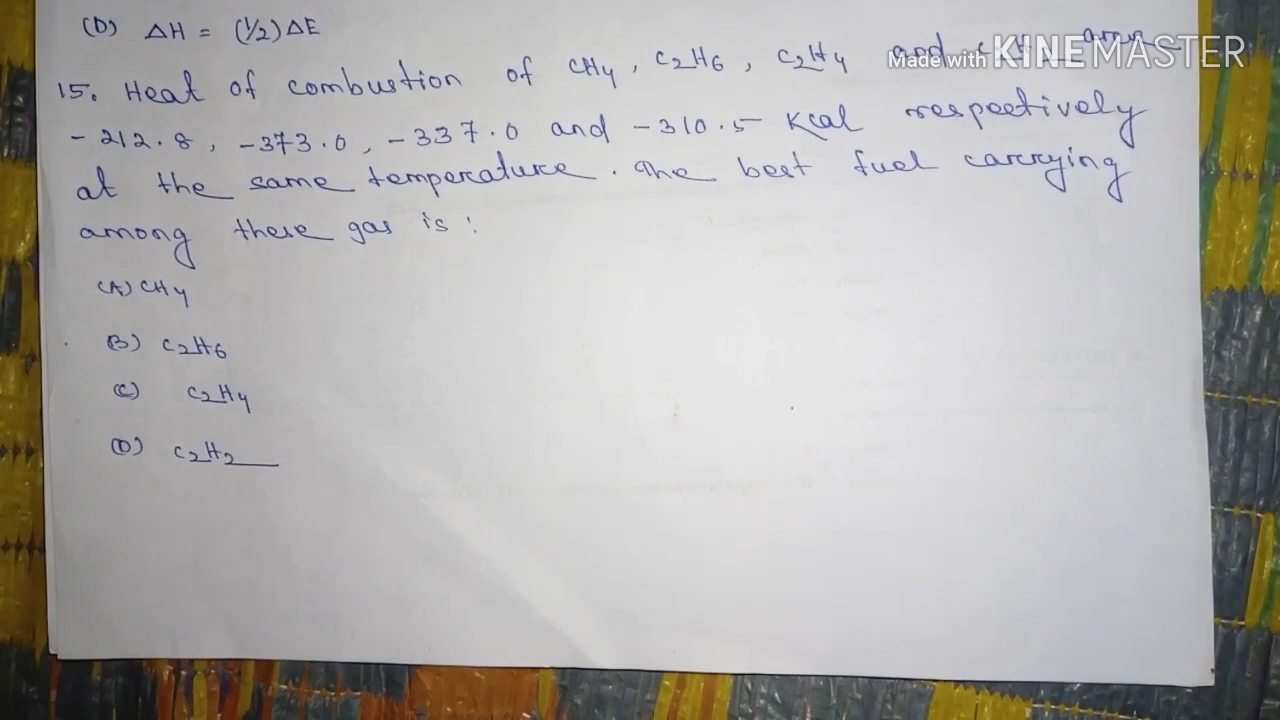 (D) ΔH = (1/2) ΔE
Made with KINEMASTER
15. Heat of combustion of CH4, C2H6, C2H4 and
-212.8, -373.0, -337.0 and -310.5 Kcal respectively
at the same temperature. The best fuel carrying
among these gas is :
(A) CH4
(B) C2H6
(C) C2H4
(D) C2H2